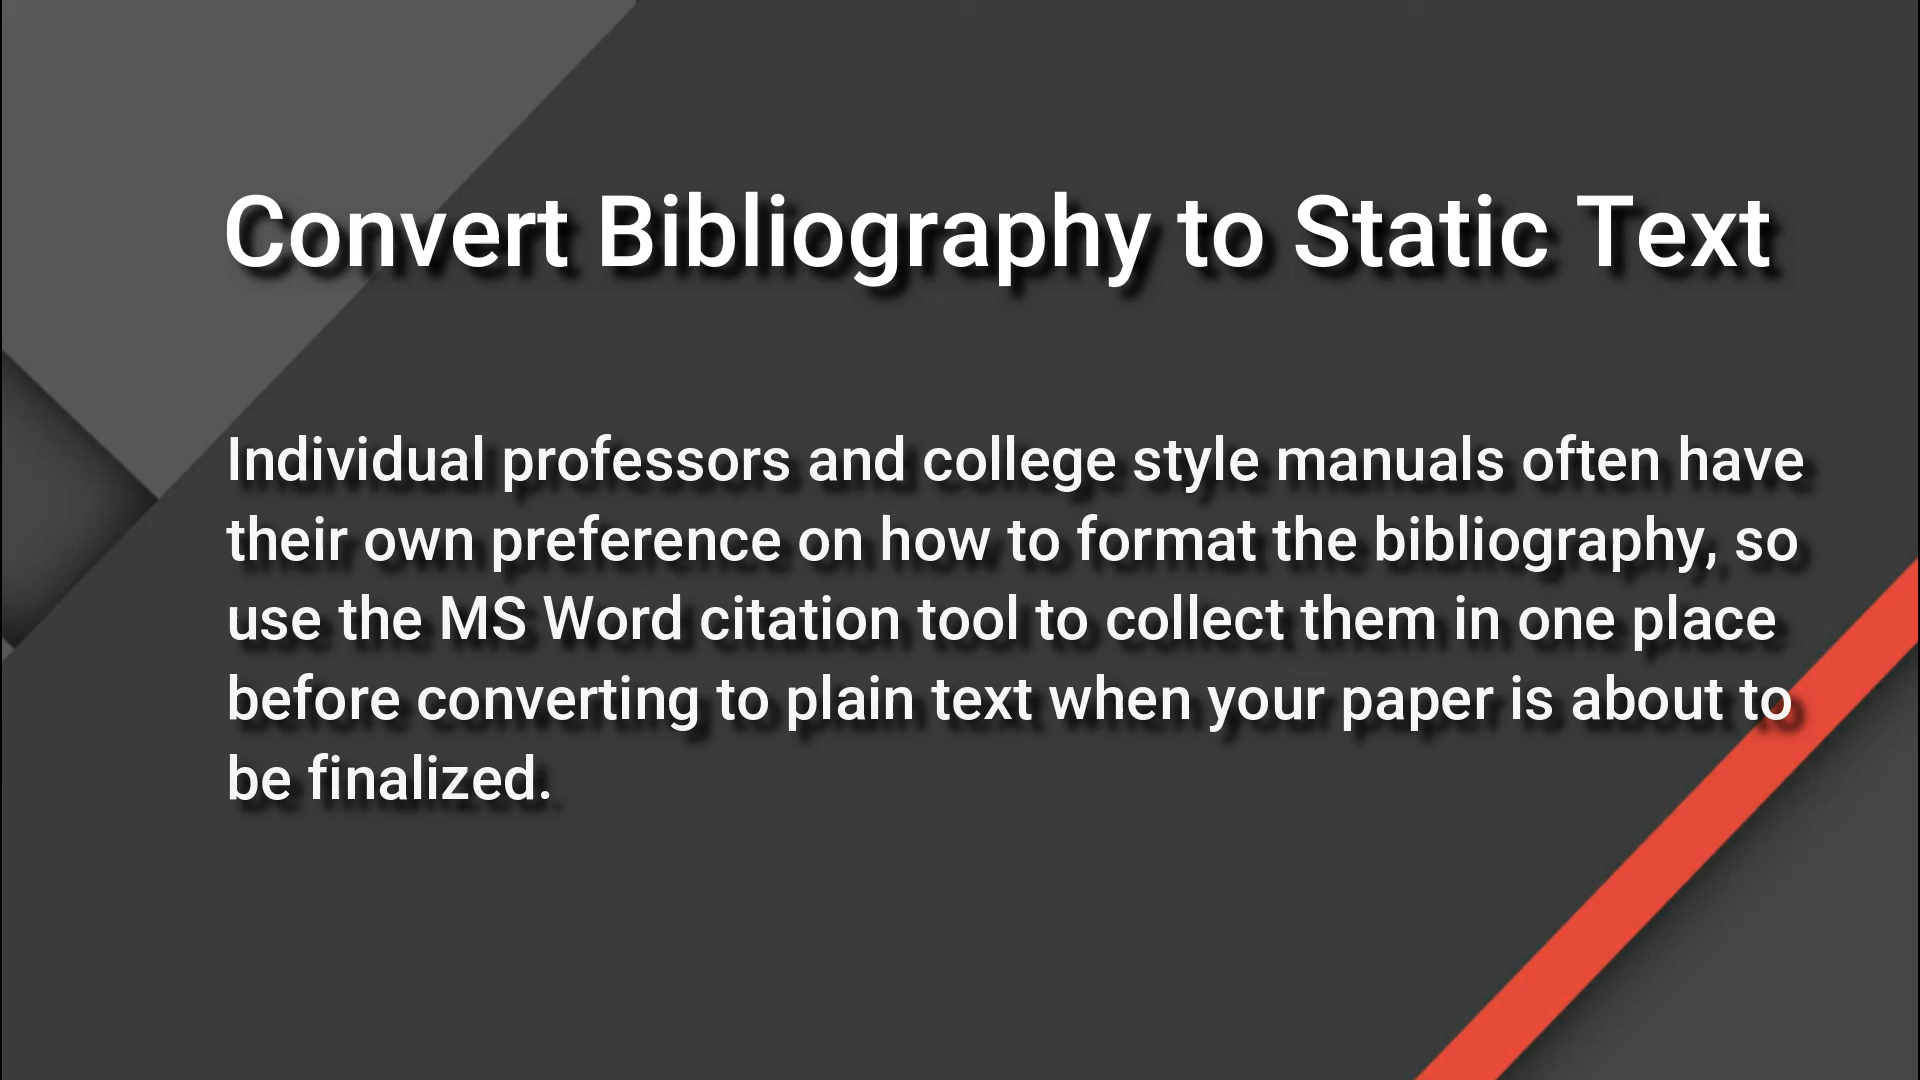 Convert Bibliography to Static Text
Individual professors and college style manuals often have
their own preference on how to format the bibliography, so
use the MS Word citation tool to collect them in one place
before converting to plain text when your paper is about to
be finalized.